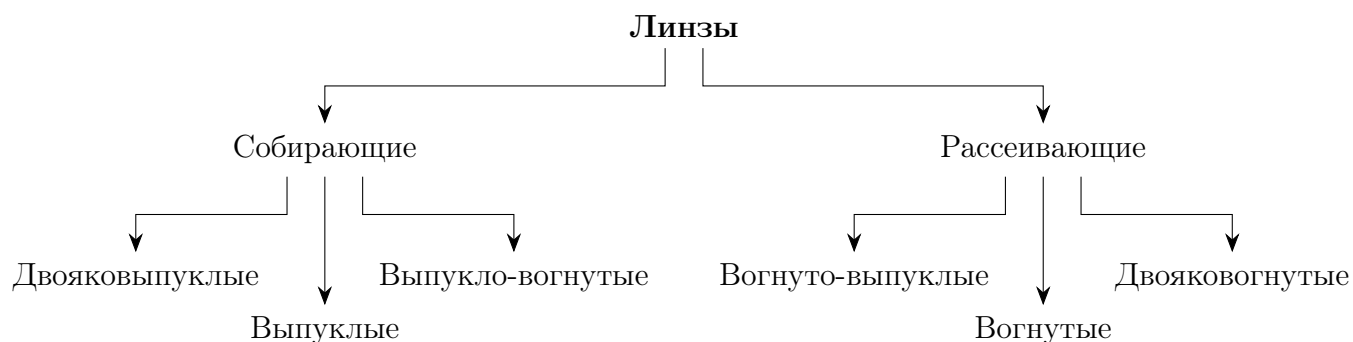 Линзы
Собирающие Рассеивающие
Двояковыпуклые Выпукло-вогнутые Вогнуто-выпуклые Двояковогнутые
Выпуклые Вогнутые